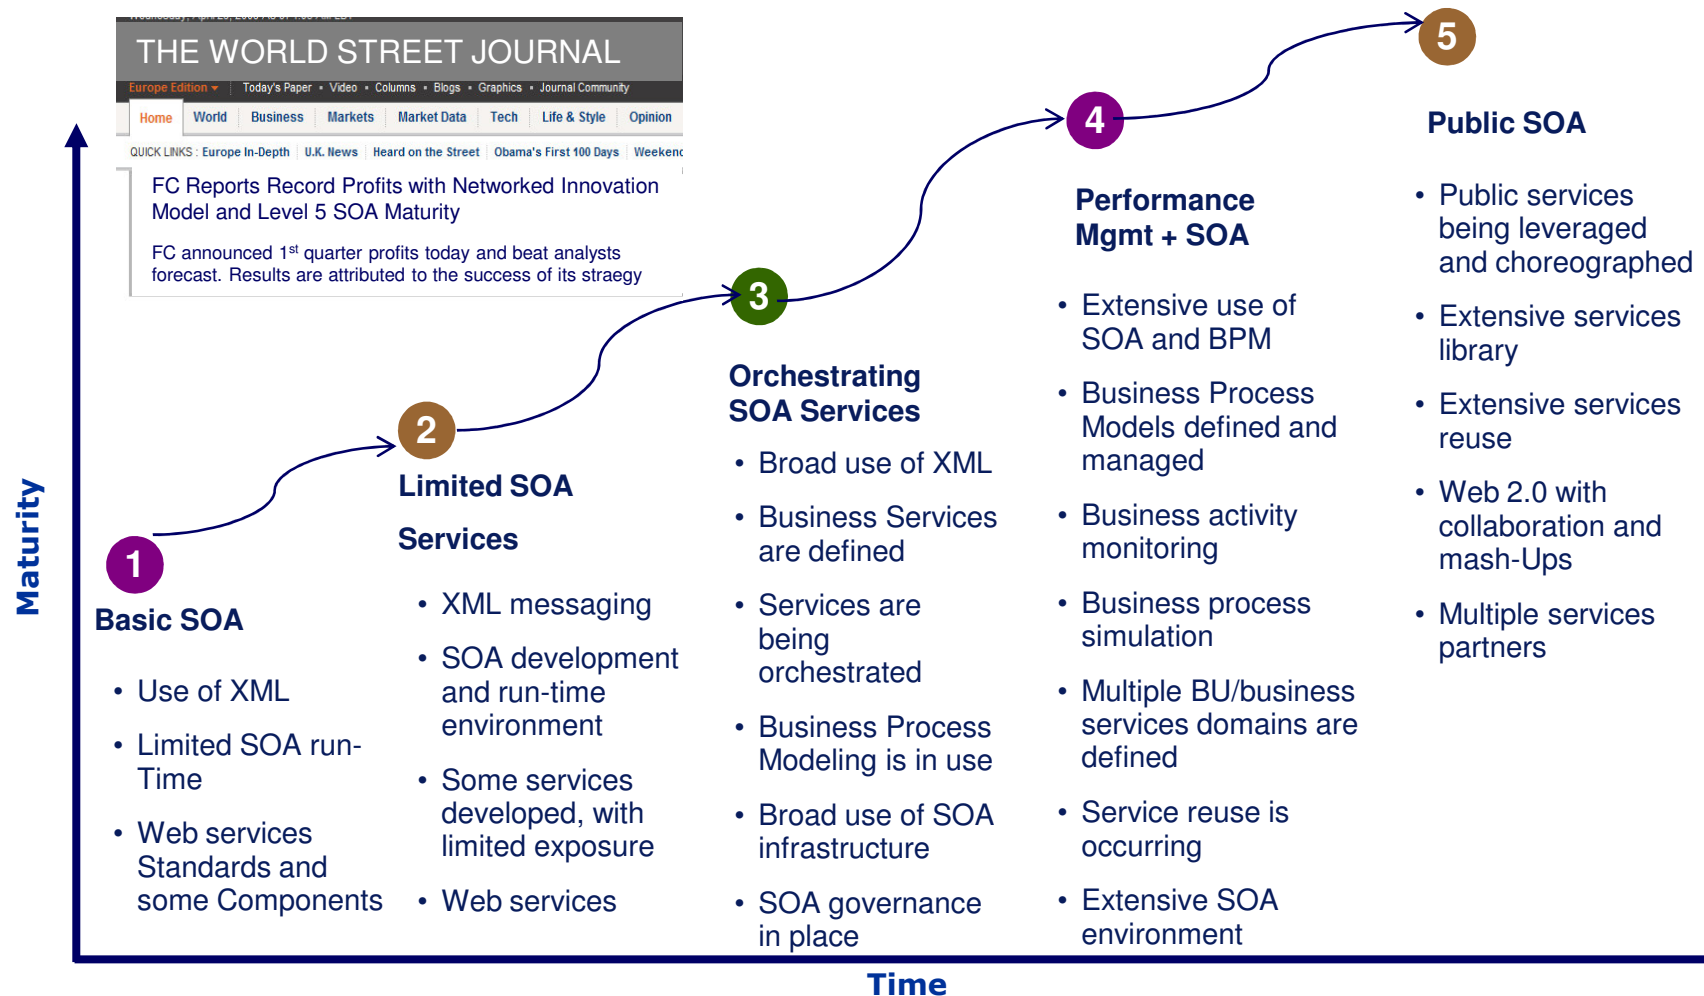 THE WORLD STREET JOURNAL
Europe Edition Today's Paper • Video • Columns • Blogs • Graphics • Journal Community
Home World Business Markets Market Data Tech Life & Style Opinion
QUICK LINKS: Europe In-Depth U.K. News Heard on the Street Obama's First 100 Days
FC Reports Record Profits with Networked Innovation
Model and Level 5 SOA Maturity
FC announced 1st quarter profits today and beat analysts
forecast. Results are attributed to the success of its straegy
Maturity
1
Basic SOA
• Use of XML
• Limited SOA run-
Time
• Web services
Standards and
some Components
2
Limited SOA
Services
• XML messaging
• SOA development
and run-time
environment
• Some services
developed, with
limited exposure
• Web services
3
Orchestrating
SOA Services
• Broad use of XML
• Business Services
are defined
• Services are
being
orchestrated
• Business Process
Modeling is in use
• Broad use of SOA
infrastructure
• SOA governance
in place
4
Performance
Mgmt + SOA
• Extensive use of
SOA and BPM
• Business Process
Models defined and
managed
• Business activity
monitoring
• Business process
simulation
• Multiple BU/business
services domains are
defined
• Service reuse is
occurring
• Extensive SOA
environment
5
Public SOA
• Public services
being leveraged
and choreographed
• Extensive services
library
• Extensive services
reuse
• Web 2.0 with
collaboration and
mash-Ups
• Multiple services
partners
Time